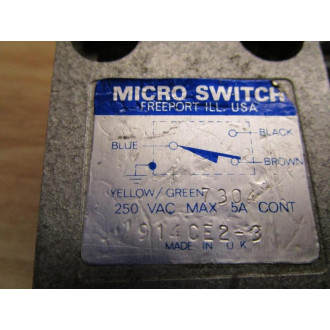 MICRO SWITCH
FREEPORT ILL. USA
BLACK
BLUE
BROWN
YELLOW/GREEN 7304
250 VAC MAX 5A CONT
914CE2-3
MADE IN U K